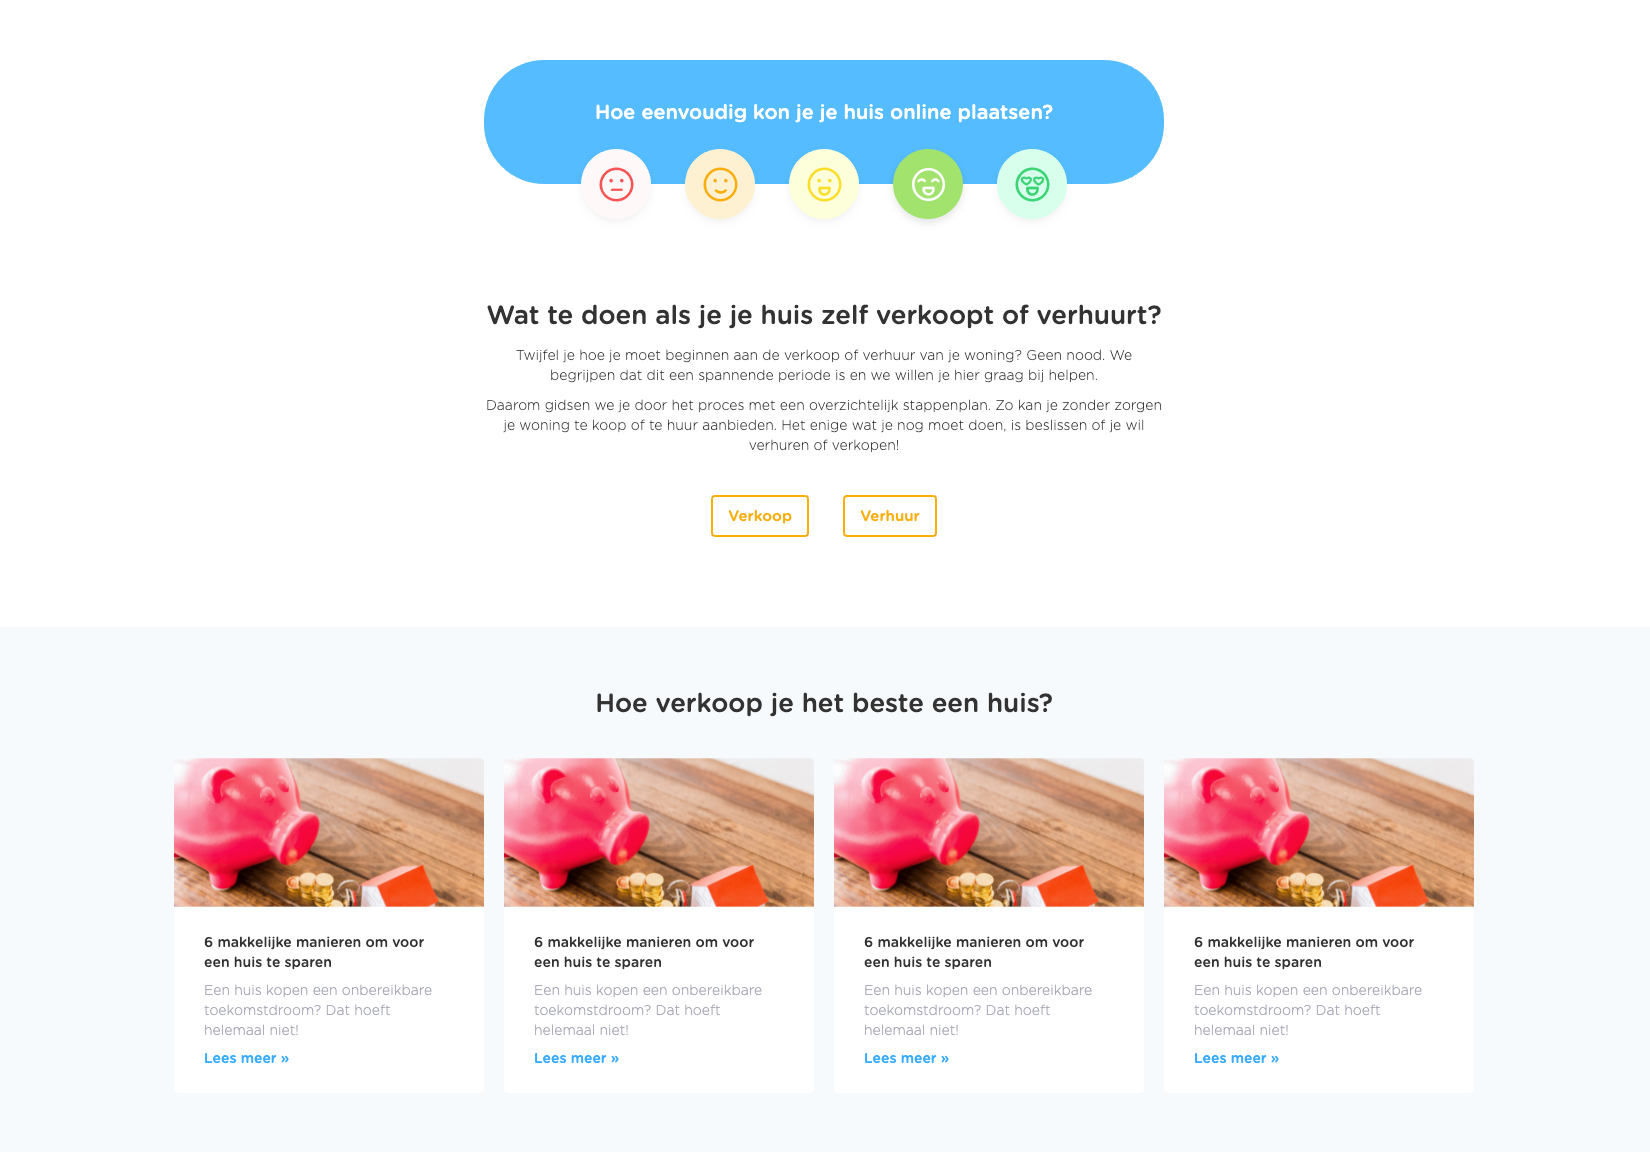 Hoe eenvoudig kon je je huis online plaatsen?
Wat te doen als je je huis zelf verkoopt of verhuurt?
Twijfel je hoe je moet beginnen aan de verkoop of verhuur van je woning? Geen nood. We
begrijpen dat dit een spannende periode is en we willen je hier graag bij helpen.
Daarom gidsen we je door het proces met een overzichtelijk stappenplan. Zo kan je zonder zorgen
je woning te koop of te huur aanbieden. Het enige wat je nog moet doen, is beslissen of je wil
verhuren of verkopen!
Verkoop
Verhuur
Hoe verkoop je het beste een huis?
6 makkelijke manieren om voor
een huis te sparen
Een huis kopen een onbereikbare
toekomstdroom? Dat hoeft
helemaal niet!
Lees meer »
6 makkelijke manieren om voor
een huis te sparen
Een huis kopen een onbereikbare
toekomstdroom? Dat hoeft
helemaal niet!
Lees meer »
6 makkelijke manieren om voor
een huis te sparen
Een huis kopen een onbereikbare
toekomstdroom? Dat hoeft
helemaal niet!
Lees meer »
6 makkelijke manieren om voor
een huis te sparen
Een huis kopen een onbereikbare
toekomstdroom? Dat hoeft
helemaal niet!
Lees meer »